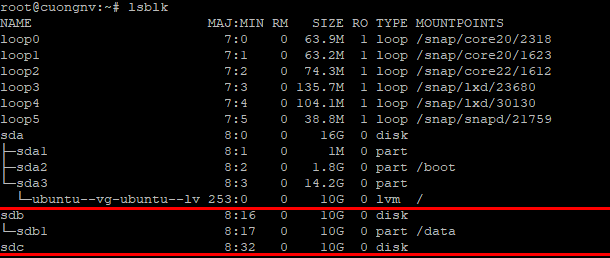 root@cuongnv:~# lsblk
NAME                      MAJ:MIN RM   SIZE RO TYPE MOUNTPOINTS
loop0                       7:0    0  63.9M  1 loop /snap/core20/2318
loop1                       7:1    0  63.2M  1 loop /snap/core20/1623
loop2                       7:2    0  74.3M  1 loop /snap/core22/1612
loop3                       7:3    0 135.7M  1 loop /snap/lxd/23680
loop4                       7:4    0 104.1M  1 loop /snap/lxd/30130
loop5                       7:5    0  38.8M  1 loop /snap/snapd/21759
sda                         8:0    0    16G  0 disk
├─sda1                      8:1    0     1M  0 part
├─sda2                      8:2    0   1.8G  0 part /boot
└─sda3                      8:3    0  14.2G  0 part
  └─ubuntu--vg-ubuntu--lv 253:0    0    10G  0 lvm  /
sdb                         8:16   0    10G  0 disk
└─sdb1                      8:17   0    10G  0 part /data
sdc                         8:32   0    10G  0 disk